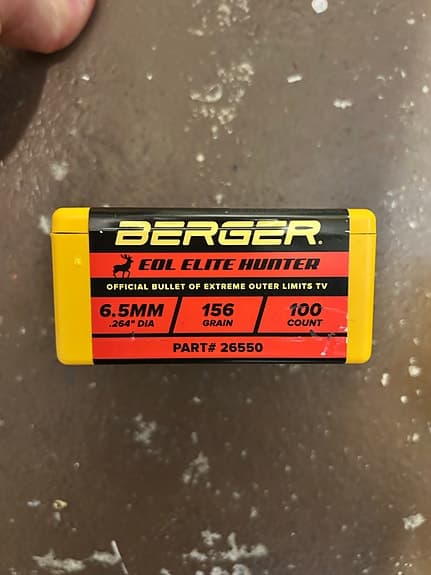 BERGER.
EOL ELITE HUNTER
OFFICIAL BULLET OF EXTREME OUTER LIMITS TV
6.5MM 156 100
.264" DIA GRAIN COUNT
PART# 26550